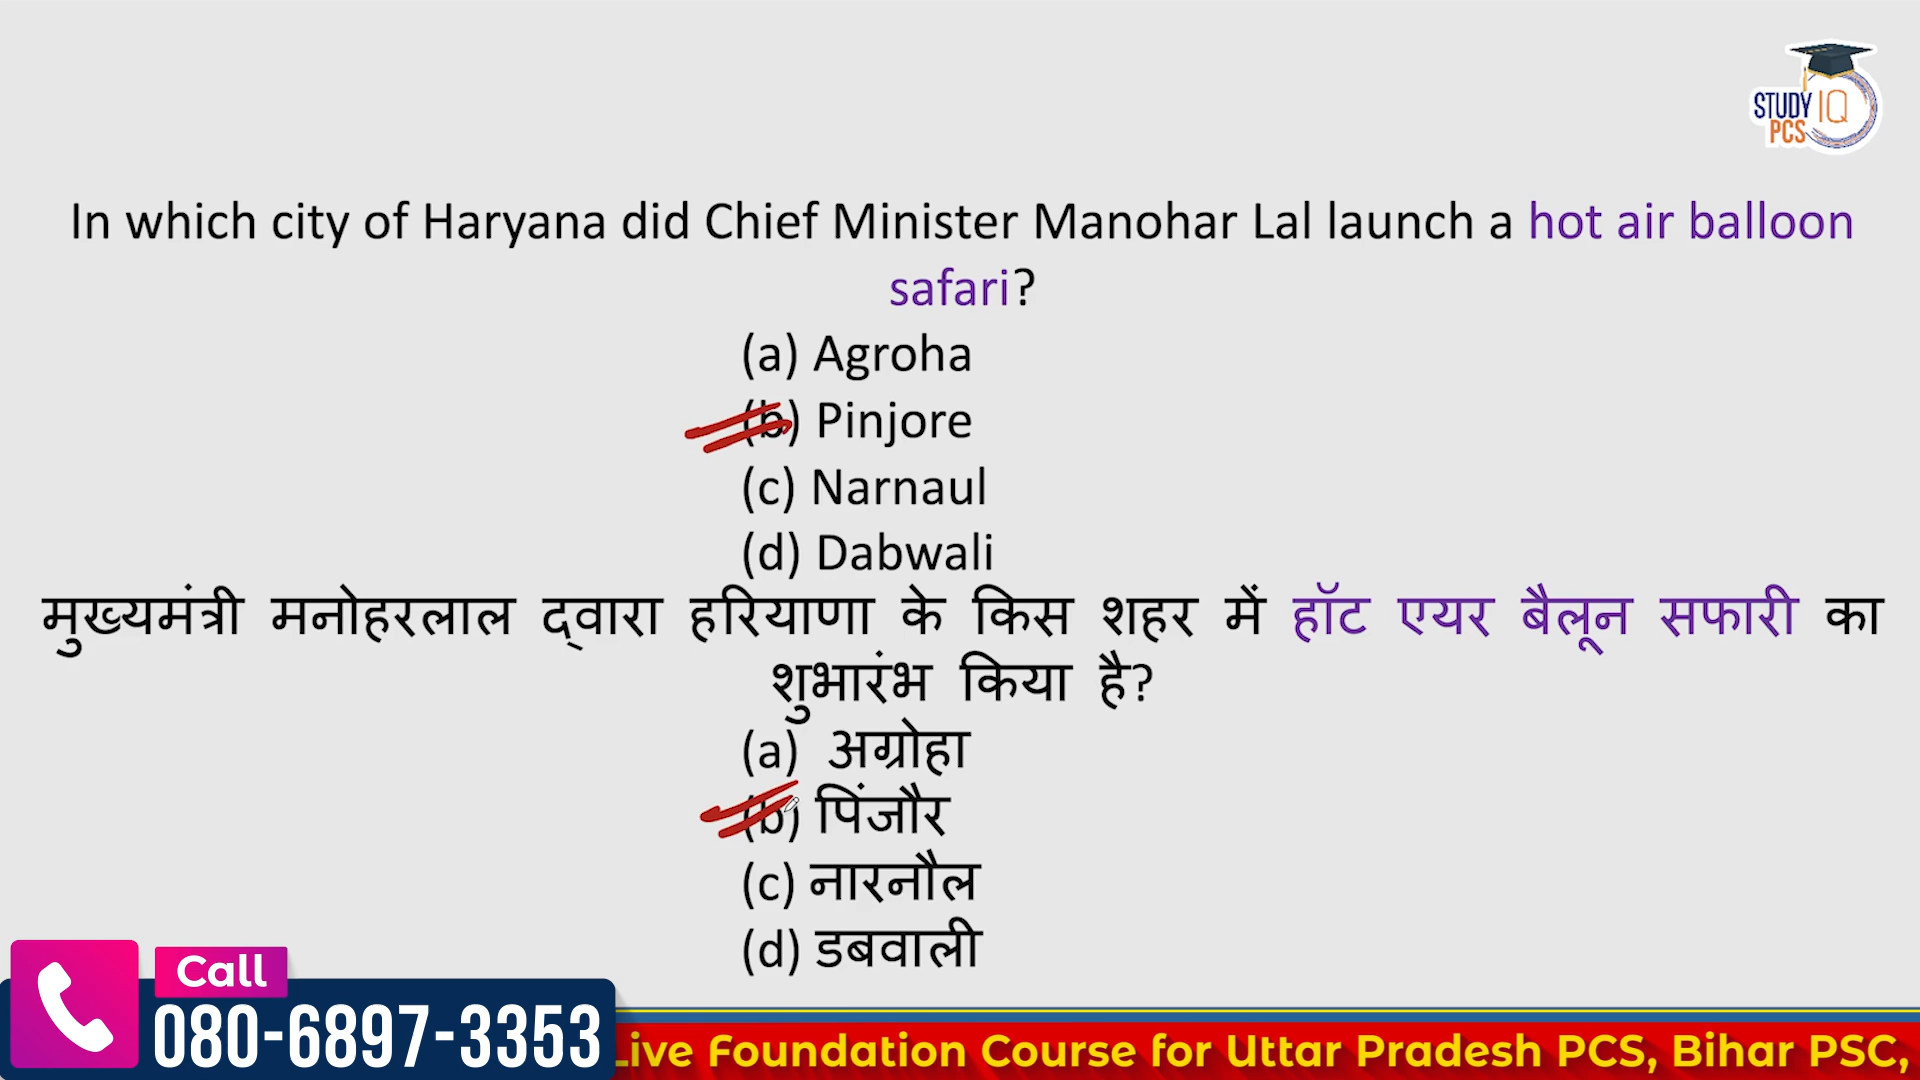 STUDY IQ
PCS
In which city of Haryana did Chief Minister Manohar Lal launch a hot air balloon
safari?
(a) Agroha
(b) Pinjore
(c) Narnaul
(d) Dabwali
मुख्यमंत्री मनोहरलाल द्वारा हरियाणा के किस शहर में हॉट एयर बैलून सफारी का
शुभारंभ किया है?
(a) अग्रोहा
(b) पिंजौर
(c) नारनौल
(d) डबवाली
Call
080-6897-3353
Live Foundation Course for Uttar Pradesh PCS, Bihar PSC,